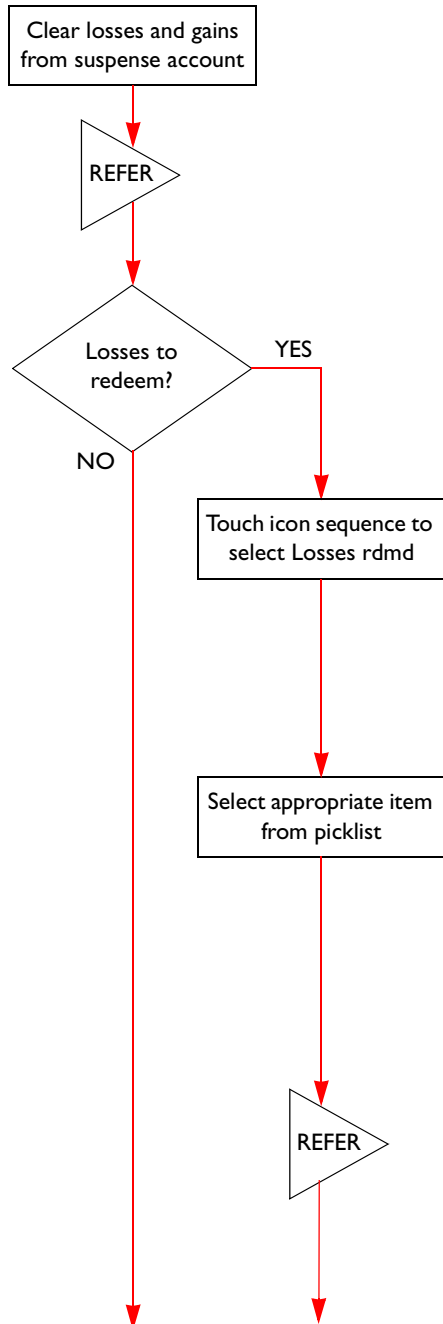 Clear losses and gains
from suspense account
REFER
Losses to
redeem?
YES
NO
Touch icon sequence to
select Losses rdmd
Select appropriate item
from picklist
REFER